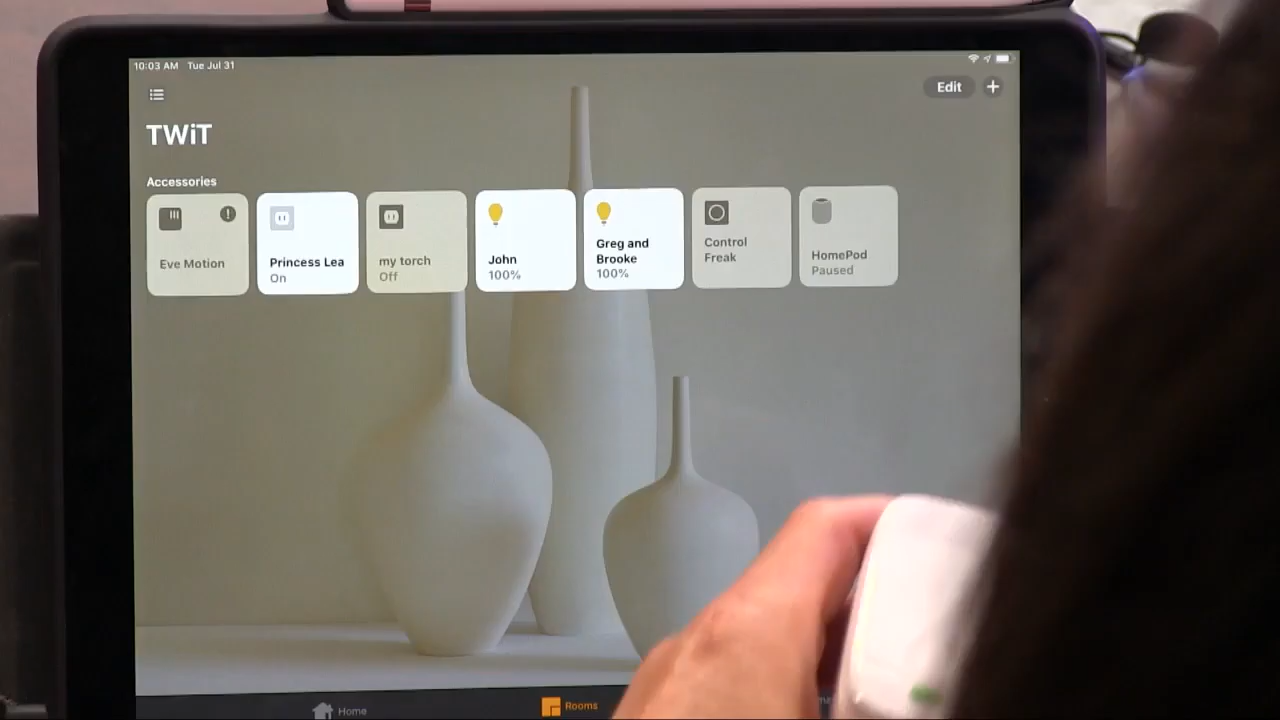 10:03 AM Tue Jul 31
Edit
TWiT
Accessories
Eve Motion
Princess Lea
On
my torch
Off
John
100%
Greg and
Brooke
100%
Control
Freak
HomePod
Paused
Home
Rooms